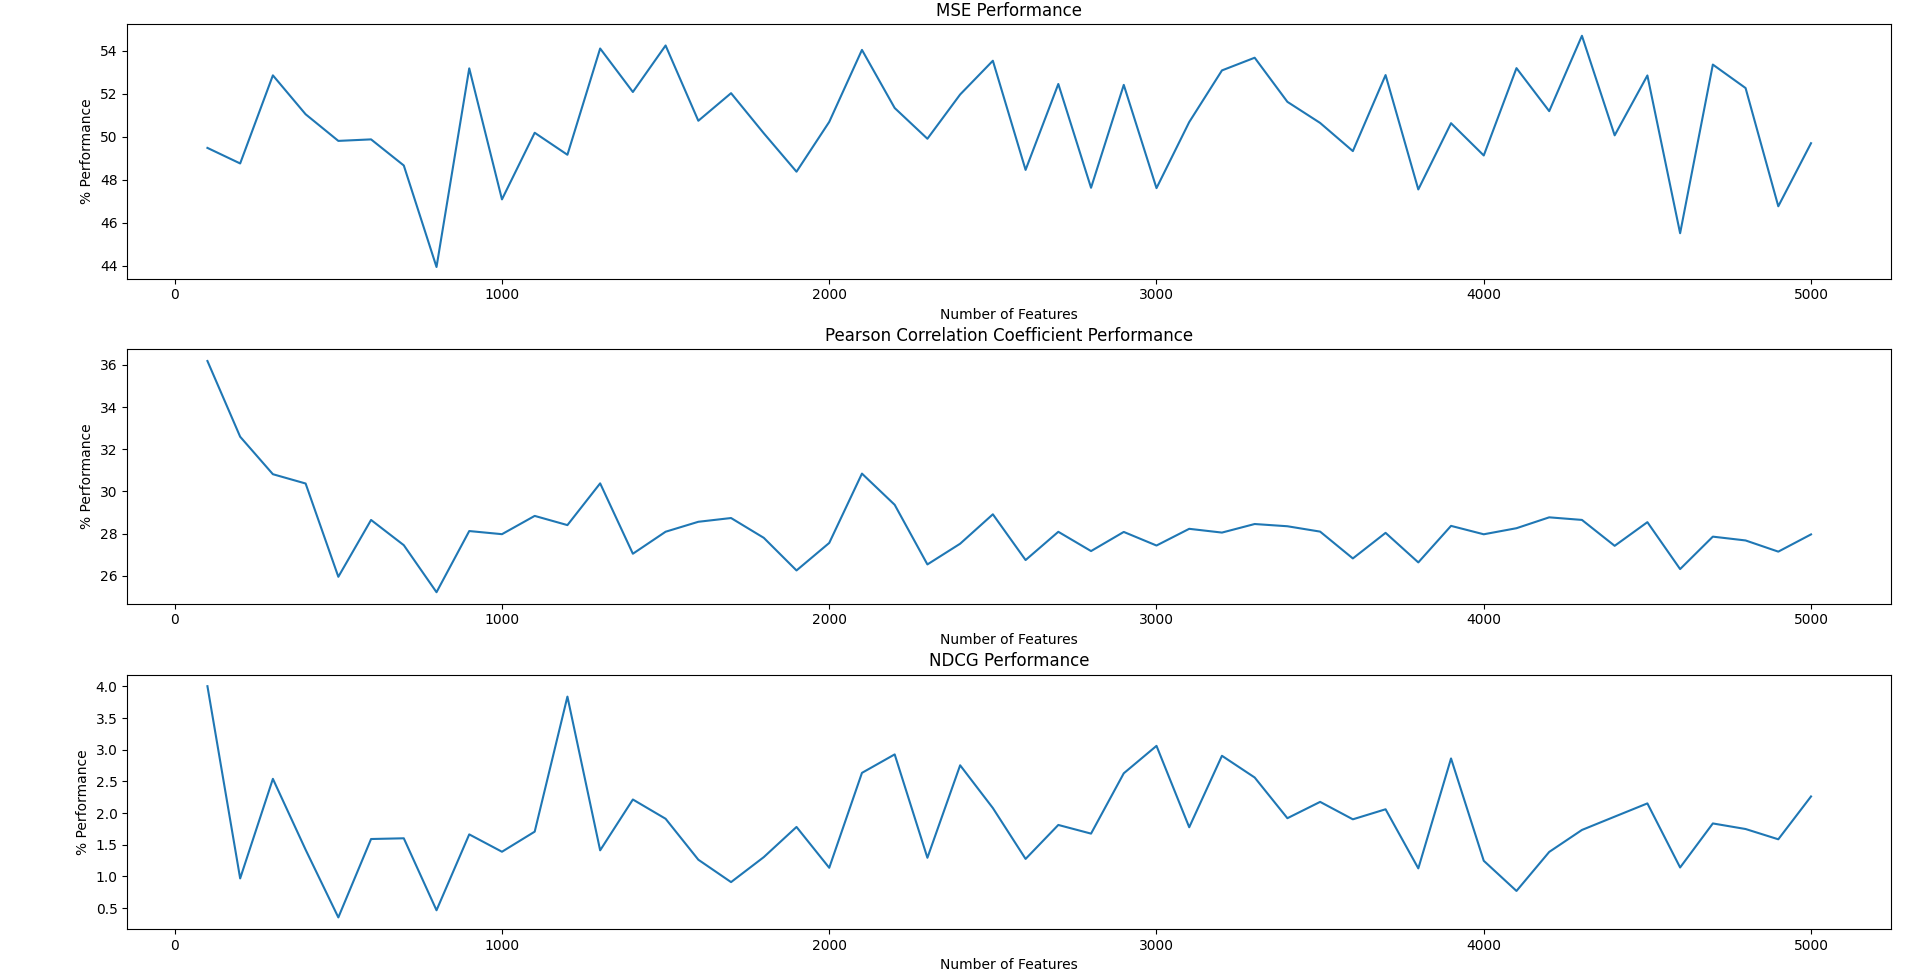 MSE Performance
54
52
50
48
46
44
% Performance
0 1000 2000 3000 4000 5000
Number of Features
Pearson Correlation Coefficient Performance
36
34
32
30
28
26
% Performance
0 1000 2000 3000 4000 5000
Number of Features
NDCG Performance
4.0
3.5
3.0
2.5
2.0
1.5
1.0
0.5
% Performance
0 1000 2000 3000 4000 5000
Number of Features